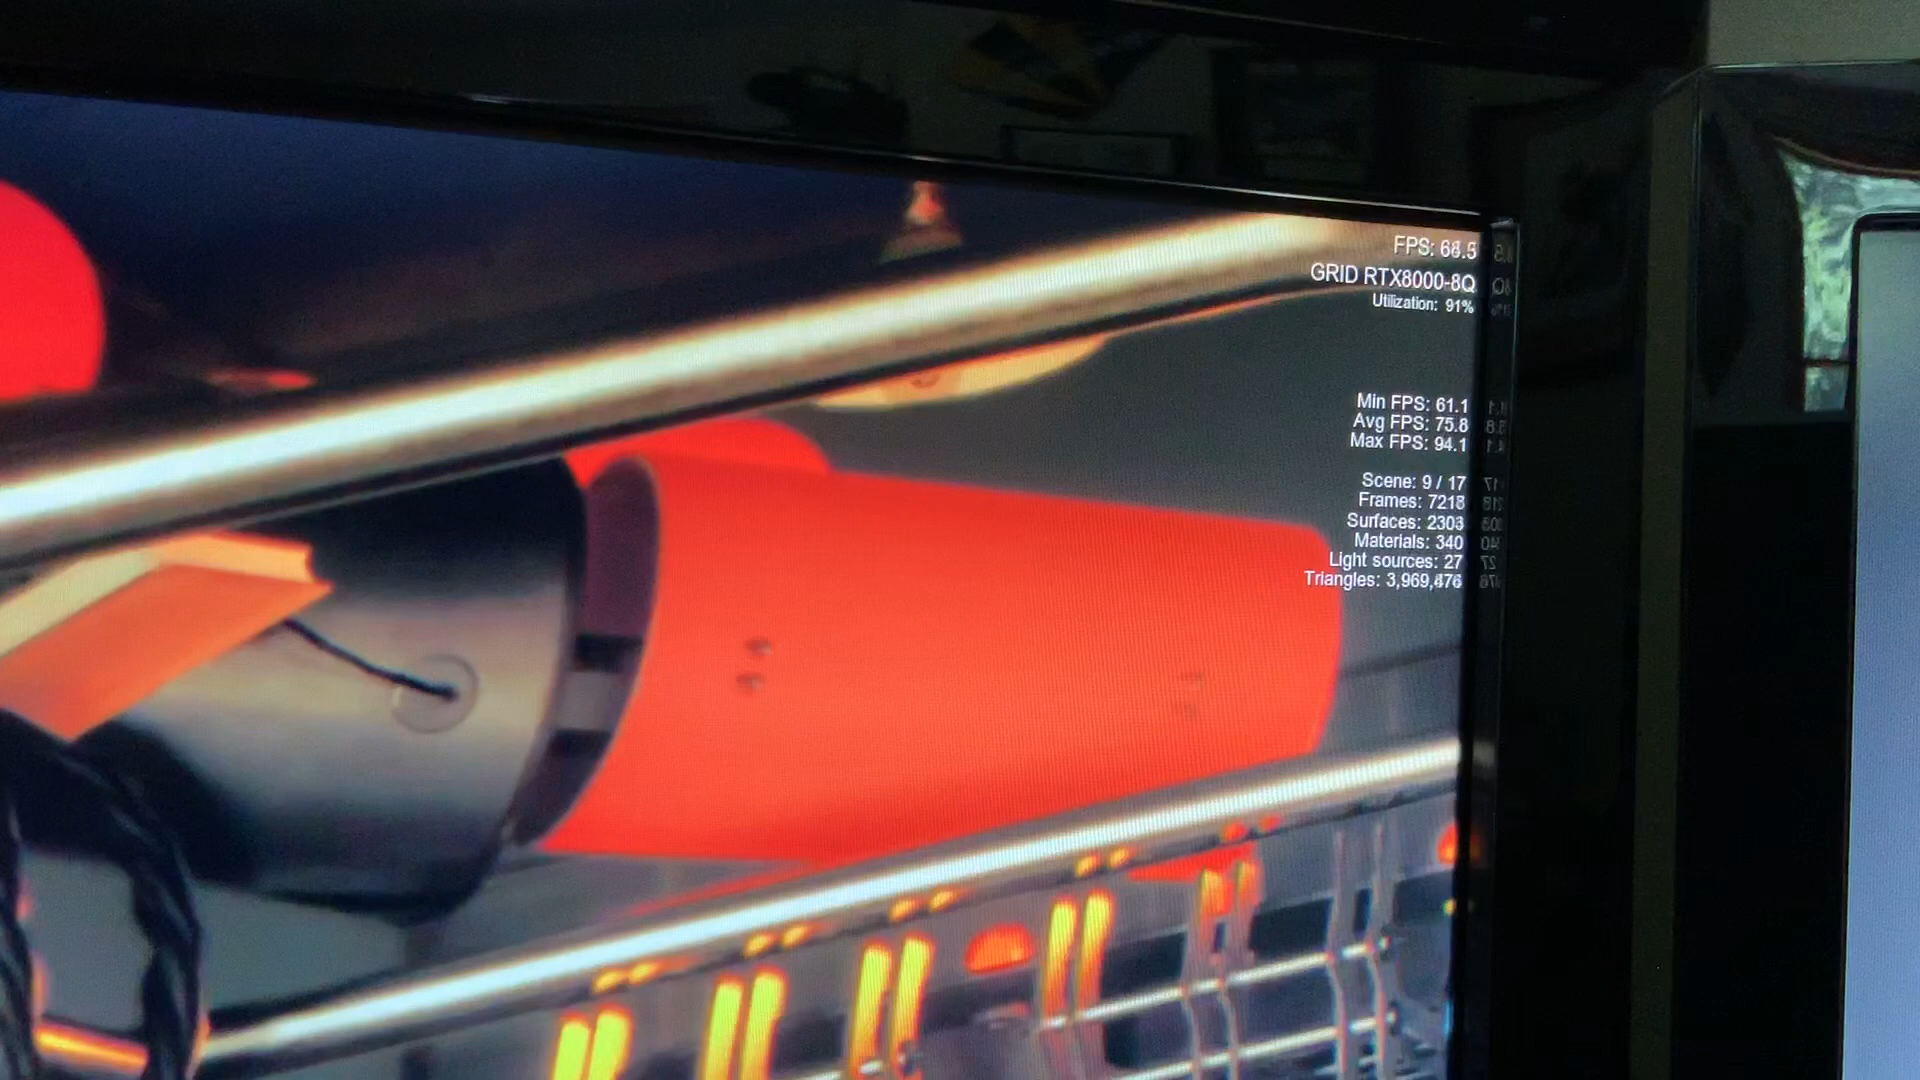 FPS: 68.5
GRID RTX8000-8Q
Utilization: 91%
Min FPS: 61.1
Avg FPS: 75.8
Max FPS: 94.1
Scene: 9 / 17
Frames: 7218
Surfaces: 2303
Materials: 340
Light sources: 27
Triangles: 3,969,476